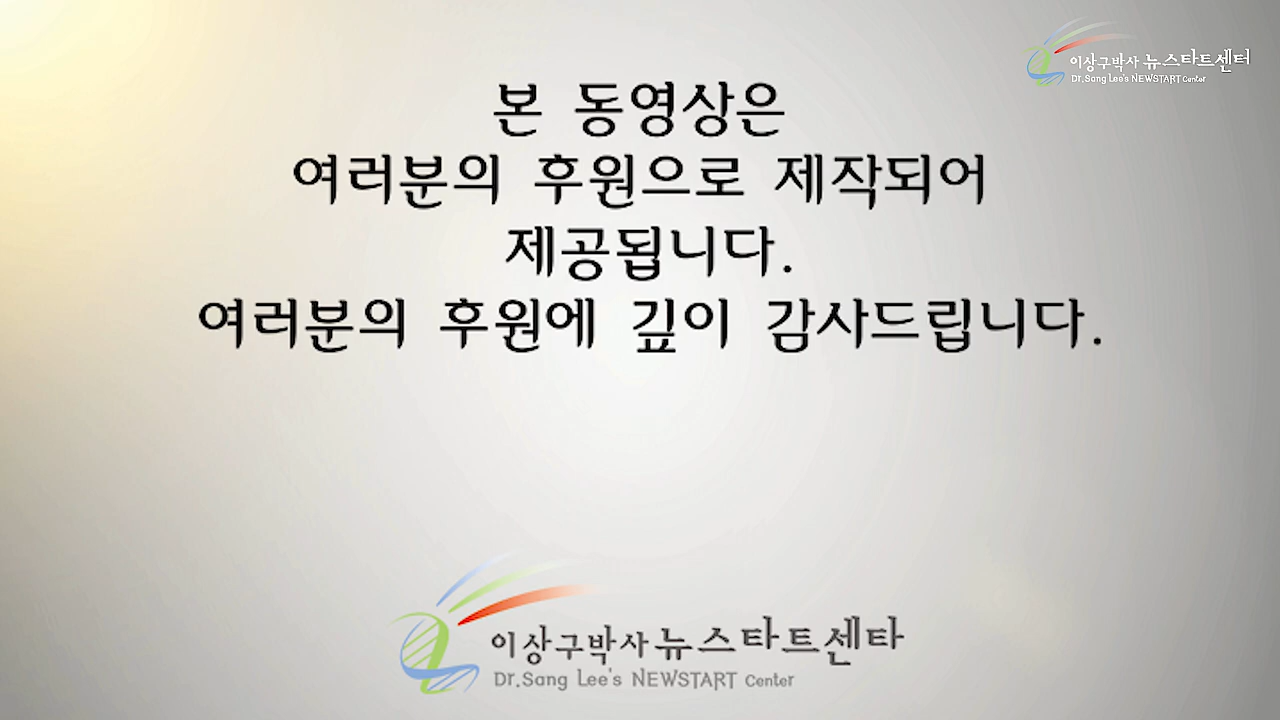 이상구박사 뉴스타트센터
Dr.Sang Lee's NEWSTART Center
본 동영상은
여러분의 후원으로 제작되어
제공됩니다.
여러분의 후원에 깊이 감사드립니다.
이상구박사 뉴스타트센타
Dr.Sang Lee's NEWSTART Center